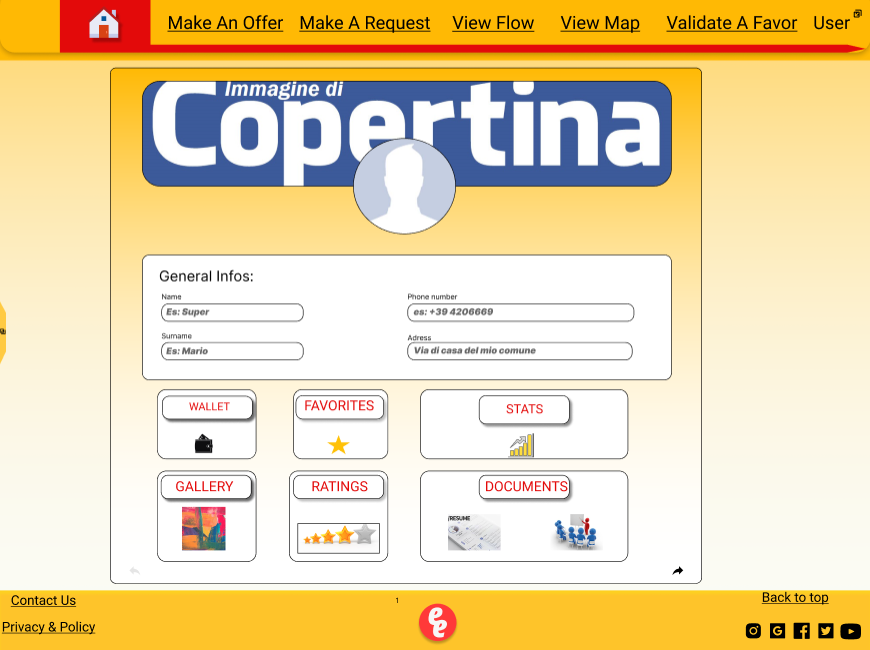 Make An Offer Make A Request View Flow View Map Validate A Favor User
Immagine di
Copertina
General Infos:
Name Phone number
Es: Super es: +39 4206669
Surname Adress
Es: Mario Via di casa del mio comune
WALLET FAVORITES STATS
GALLERY RATINGS DOCUMENTS
/RESUME
Contact Us 1 Back to top
ee
Privacy & Policy